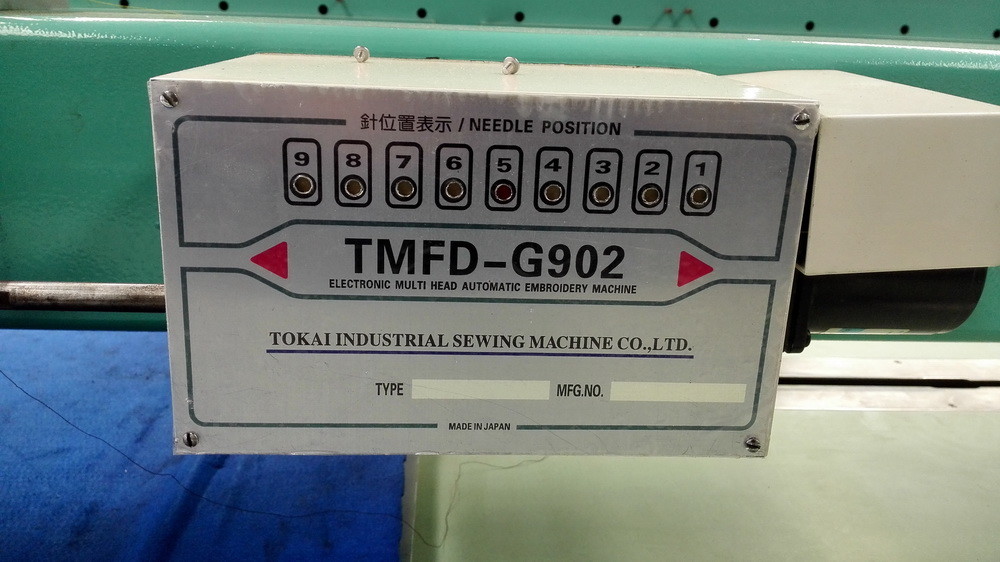 針位置表示 / NEEDLE POSITION
9 8 7 6 5 4 3 2 1
TMFD-G902
ELECTRONIC MULTI HEAD AUTOMATIC EMBROIDERY MACHINE
TOKAI INDUSTRIAL SEWING MACHINE CO.,LTD.
TYPE MFG.NO.
MADE IN JAPAN